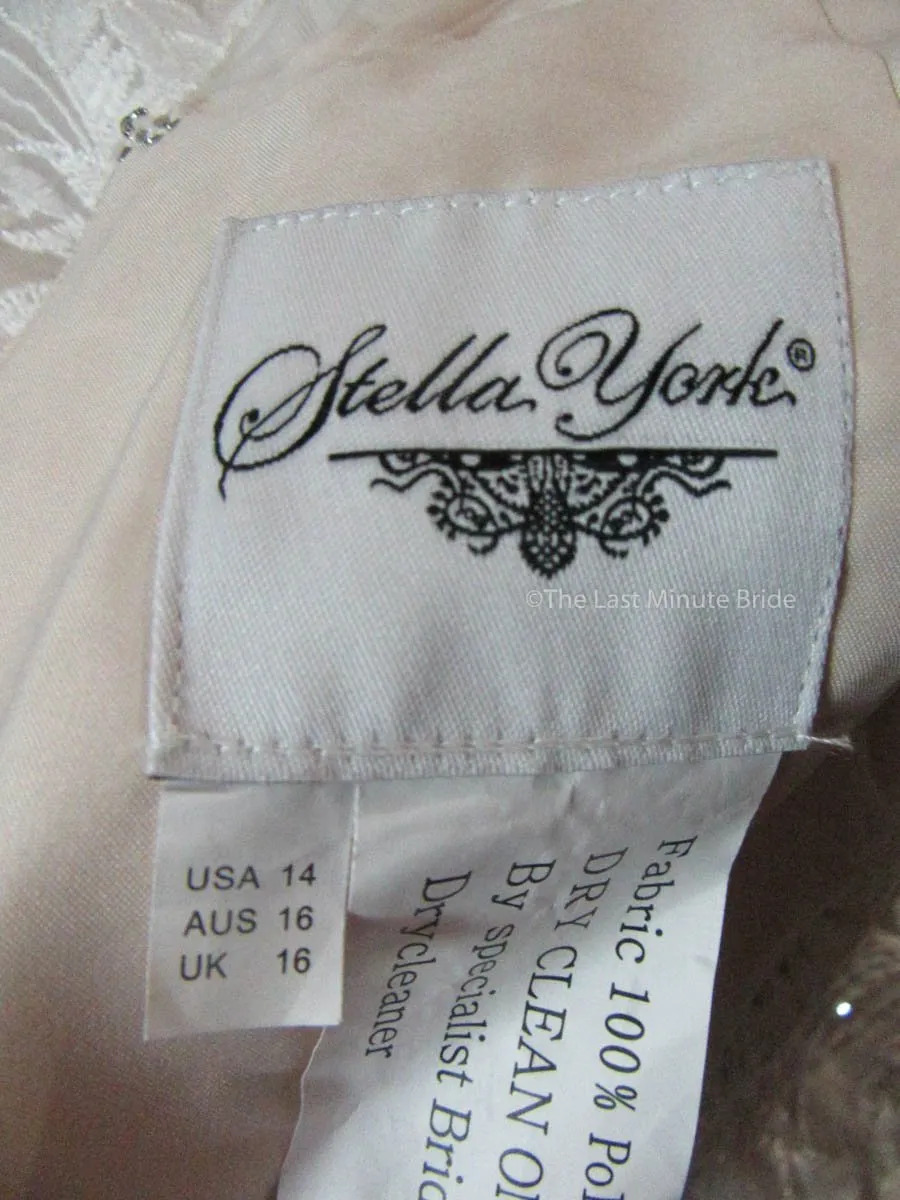 Stella York®
©The Last Minute Bride
USA 14
AUS 16
UK 16
Fabric 100%
DRY CLEAN
By specialist
Drycleaner